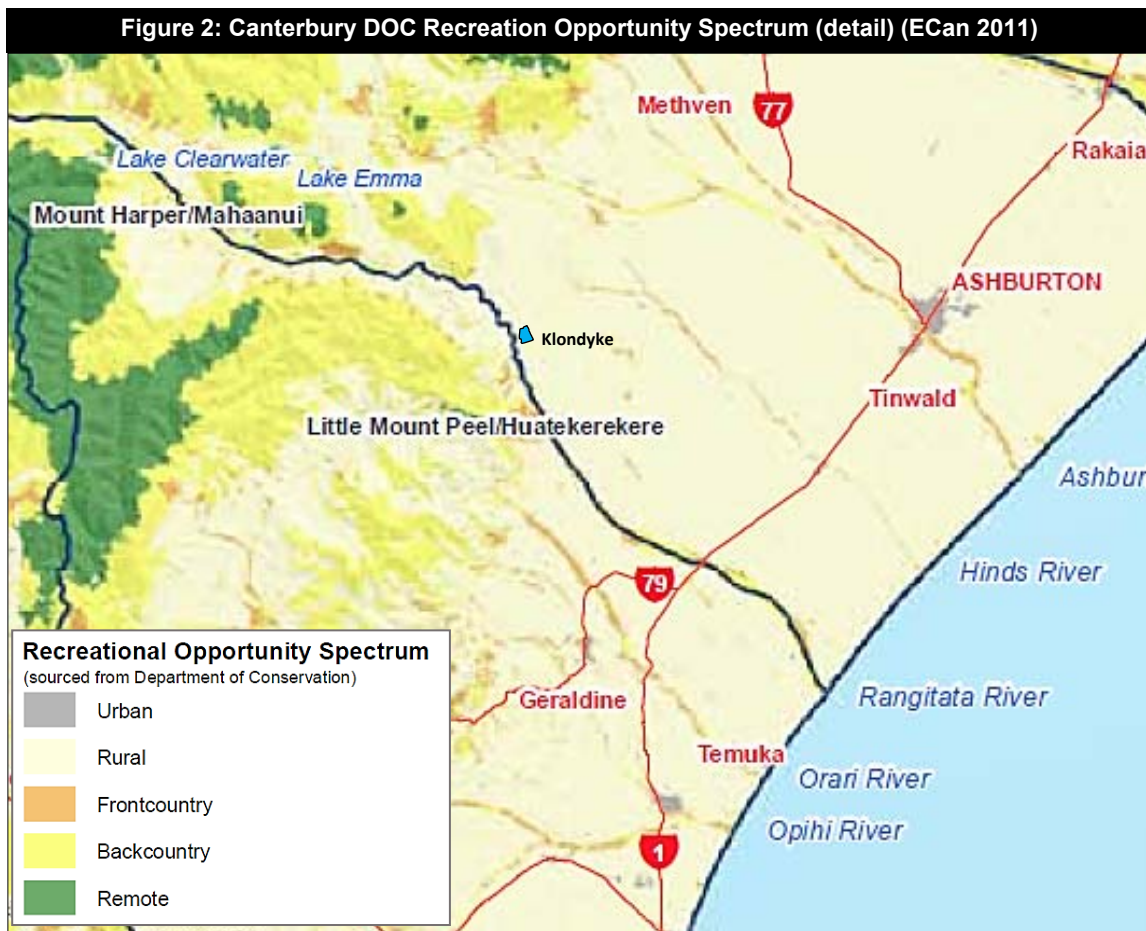 Figure 2: Canterbury DOC Recreation Opportunity Spectrum (detail) (ECan 2011)
Methven
77
Rakaia
Lake Clearwater
Lake Emma
Mount Harper/Mahaanui
ASHBURTON
Klondyke
Tinwald
Little Mount Peel/Huatekerekere
Ashbur
Hinds River
79
Geraldine
Rangitata River
Temuka
Orari River
Opihi River
1
Recreational Opportunity Spectrum
(sourced from Department of Conservation)
Urban
Rural
Frontcountry
Backcountry
Remote